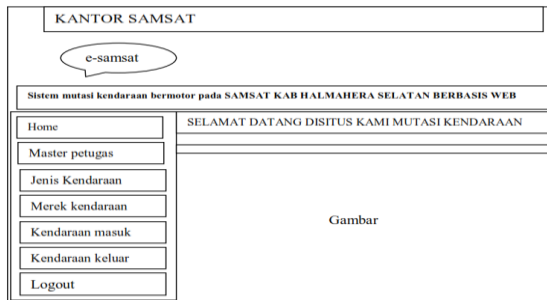 KANTOR SAMSAT
e-samsat
Sistem mutasi kendaraan bermotor pada SAMSAT KAB HALMAHERA SELATAN BERBASIS WEB
Home
Master petugas
Jenis Kendaraan
Merek kendaraan
Kendaraan masuk
Kendaraan keluar
Logout
SELAMAT DATANG DISITUS KAMI MUTASI KENDARAAN
Gambar